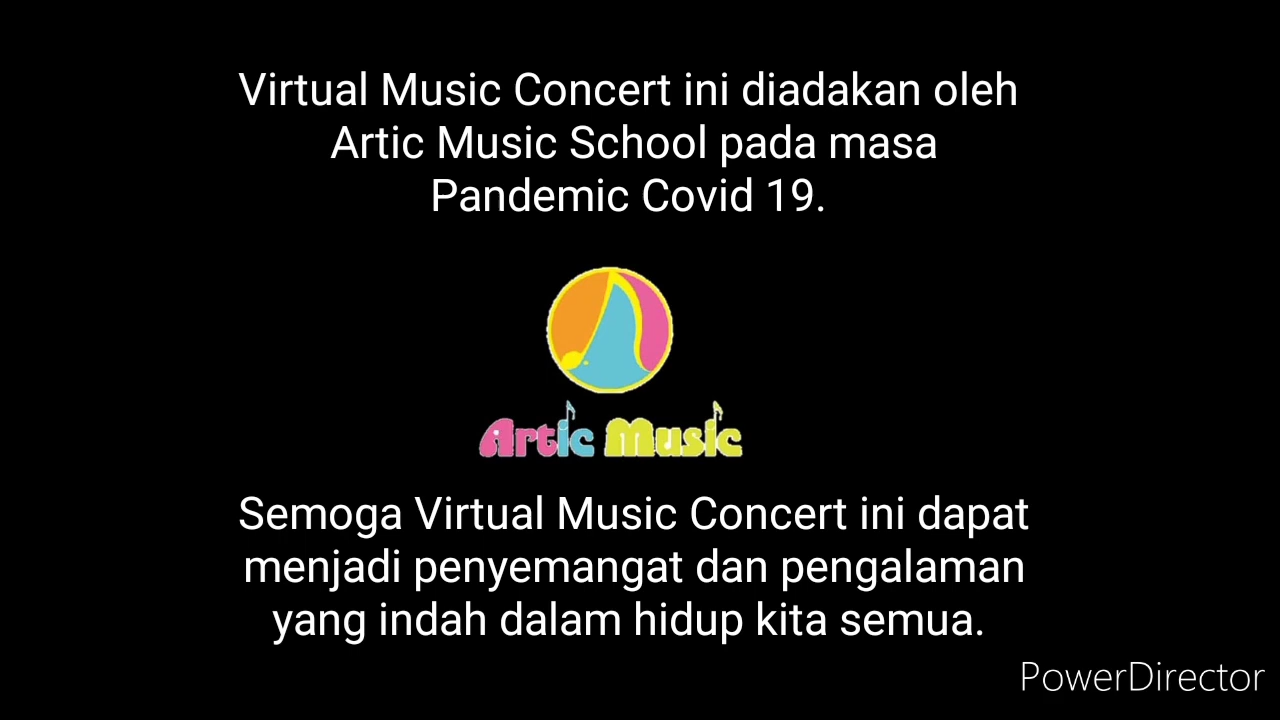 Virtual Music Concert ini diadakan oleh
Artic Music School pada masa
Pandemic Covid 19.
Artic Music
Semoga Virtual Music Concert ini dapat
menjadi penyemangat dan pengalaman
yang indah dalam hidup kita semua.
PowerDirector